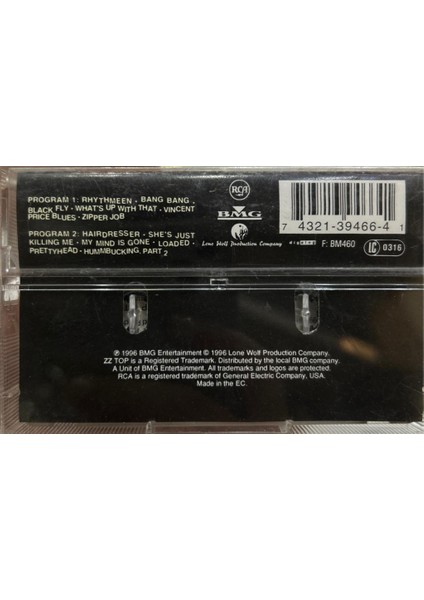 PROGRAM 1: RHYTHMEEN · BANG BANG ·
BLACK FLY · WHAT'S UP WITH THAT · VINCENT
PRICE BLUES · ZIPPER JOB
PROGRAM 2: HAIRDRESSER · SHE'S JUST
KILLING ME · MY MIND IS GONE · LOADED ·
PRETTYHEAD · HUMMBUCKING, PART 2
RCA
BMG
Lone Wolf Production Company
7 4321-39466-4 1
F: BM460
LC 0316
℗ 1996 BMG Entertainment © 1996 Lone Wolf Production Company.
ZZ TOP is a Registered Trademark. Distributed by the local BMG company.
A Unit of BMG Entertainment. All trademarks and logos are protected.
RCA is a registered trademark of General Electric Company, USA.
Made in the EC.